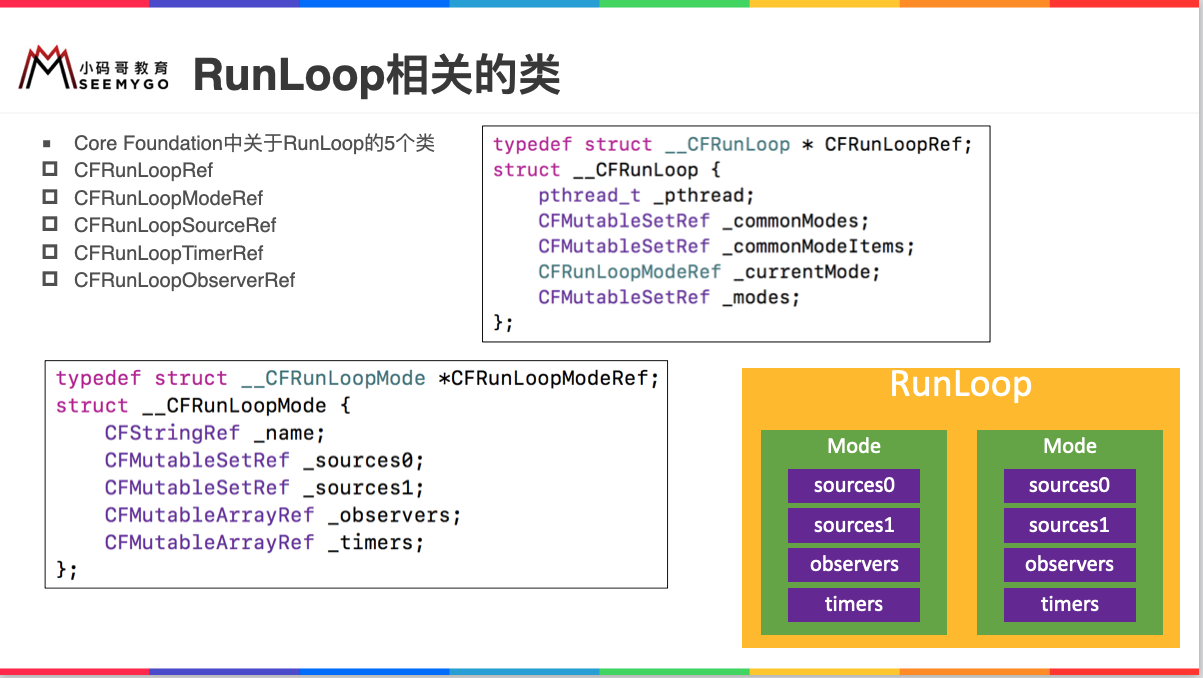 小码哥教育
SEEMYGO
RunLoop相关的类
Core Foundation中关于RunLoop的5个类
CFRunLoopRef
CFRunLoopModeRef
CFRunLoopSourceRef
CFRunLoopTimerRef
CFRunLoopObserverRef
typedef struct __CFRunLoop * CFRunLoopRef;
struct __CFRunLoop {
pthread_t _pthread;
CFMutableSetRef _commonModes;
CFMutableSetRef _commonModeItems;
CFRunLoopModeRef _currentMode;
CFMutableSetRef _modes;
};
typedef struct __CFRunLoopMode *CFRunLoopModeRef;
struct __CFRunLoopMode {
CFStringRef _name;
CFMutableSetRef _sources0;
CFMutableSetRef _sources1;
CFMutableArrayRef _observers;
CFMutableArrayRef _timers;
};
RunLoop
Mode
sources0
sources1
observers
timers
Mode
sources0
sources1
observers
timers